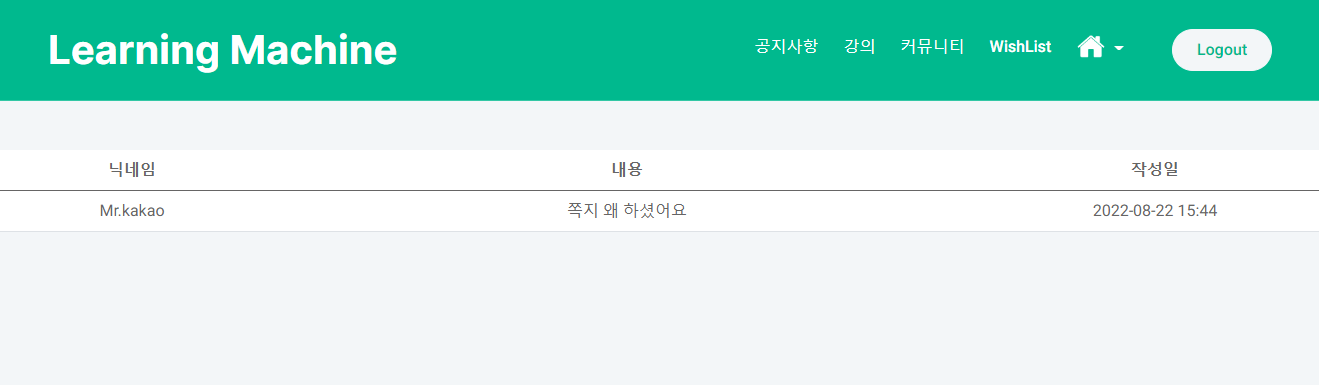 Learning Machine 공지사항 강의 커뮤니티 WishList Logout
닉네임 내용 작성일
Mr.kakao 쪽지 왜 하셨어요 2022-08-22 15:44